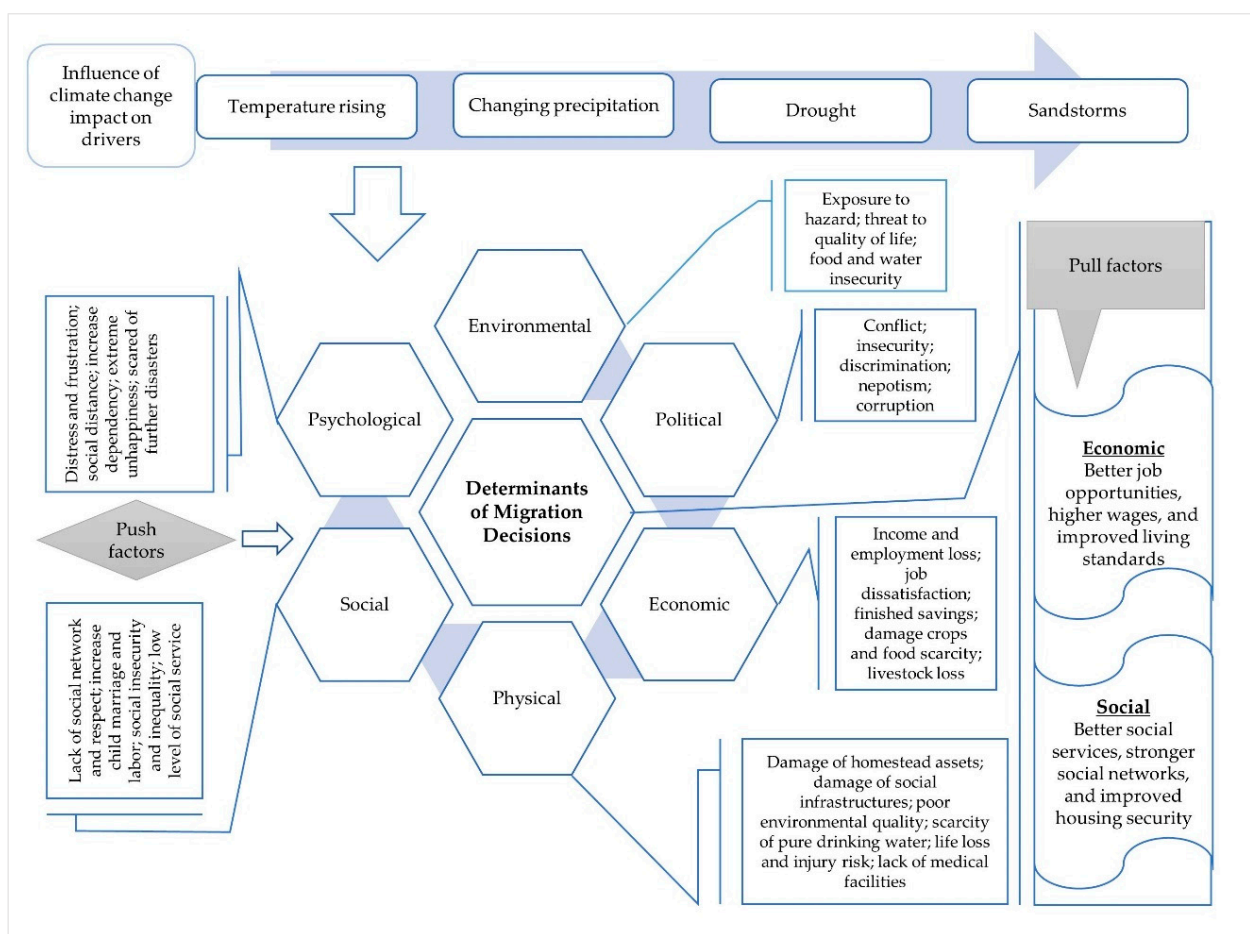 Influence of
climate change
impact on
drivers
Temperature rising
Changing precipitation
Drought
Sandstorms
Exposure to
hazard; threat to
quality of life;
food and water
insecurity
Pull factors
Environmental
Distress and frustration;
social distance; increase
dependency; extreme
unhappiness; scared of
further disasters
Psychological
Political
Conflict;
insecurity;
discrimination;
nepotism;
corruption
Determinants
of Migration
Decisions
Economic
Better job
opportunities,
higher wages, and
improved living
standards
Push
factors
Social
Economic
Income and
employment loss;
job
dissatisfaction;
finished savings;
damage crops
and food scarcity;
livestock loss
Lack of social network
and respect; increase
child marriage and
labor; social insecurity
and inequality; low
level of social service
Physical
Social
Better social
services, stronger
social networks,
and improved
housing security
Damage of homestead assets;
damage of social
infrastructures; poor
environmental quality; scarcity
of pure drinking water; life loss
and injury risk; lack of medical
facilities